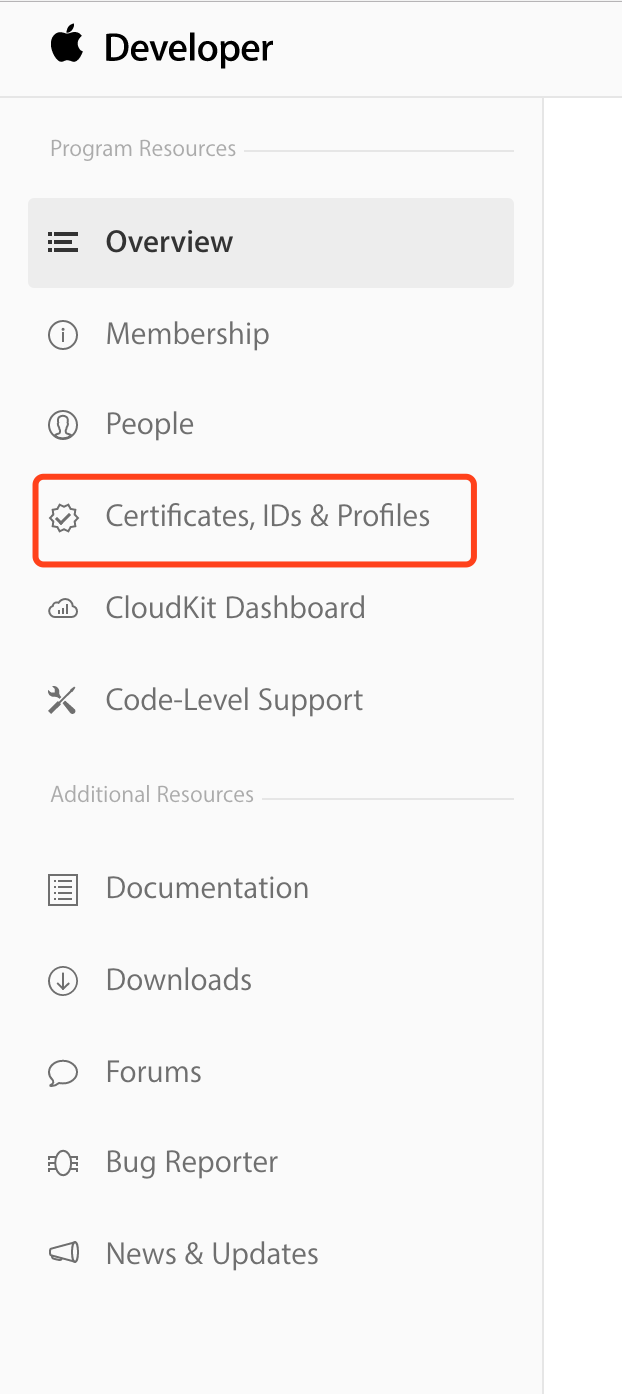 Developer
Program Resources
Overview
Membership
People
Certificates, IDs & Profiles
CloudKit Dashboard
Code-Level Support
Additional Resources
Documentation
Downloads
Forums
Bug Reporter
News & Updates